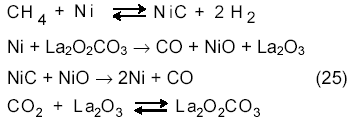 CH₄ + Ni ⇌ NiC + 2 H₂
Ni + La₂O₂CO₃ → CO + NiO + La₂O₃
NiC + NiO → 2Ni + CO (25)
CO₂ + La₂O₃ ⇌ La₂O₂CO₃